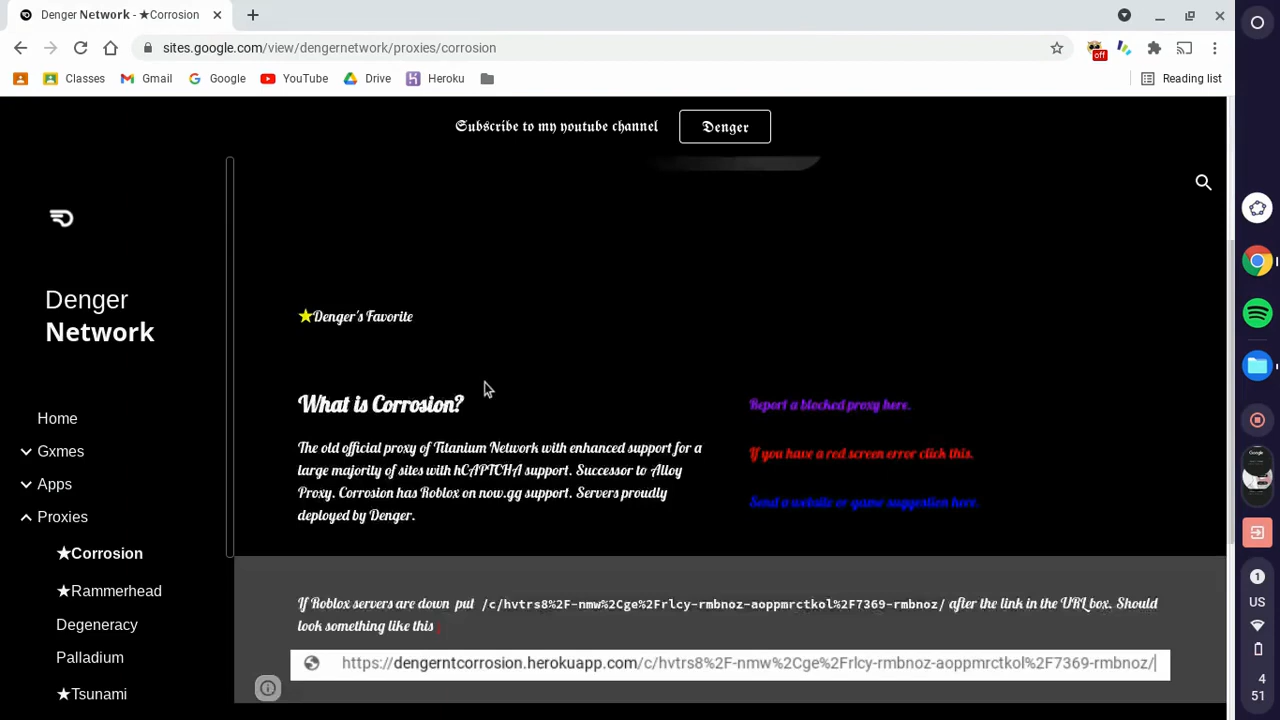 Denger Network - ★Corrosion
sites.google.com/view/dengernetwork/proxies/corrosion
off
Classes
Gmail
Google
YouTube
Drive
Heroku
Reading list
Subscribe to my youtube channel
Denger
Denger
Network
Home
Gxmes
Apps
Proxies
★Corrosion
★Rammerhead
Degeneracy
Palladium
★Tsunami
★Denger's Favorite
What is Corrosion?
The old official proxy of Titanium Network with enhanced support for a
large majority of sites with hCAPTCHA support. Successor to Alloy
Proxy. Corrosion has Roblox on now.gg support. Servers proudly
deployed by Denger.
Report a blocked proxy here.
If you have a red screen error click this.
Send a website or game suggestion here.
If Roblox servers are down put /c/hvtrs8%2F-nmw%2Cge%2Frlcy-rmbnoz-aoppmrctkol%2F7369-rmbnoz/ after the link in the URL box. Should
look something like this
https://dengerntcorrosion.herokuapp.com/c/hvtrs8%2F-nmw%2Cge%2Frlcy-rmbnoz-aoppmrctkol%2F7369-rmbnoz/
1
US
4
51